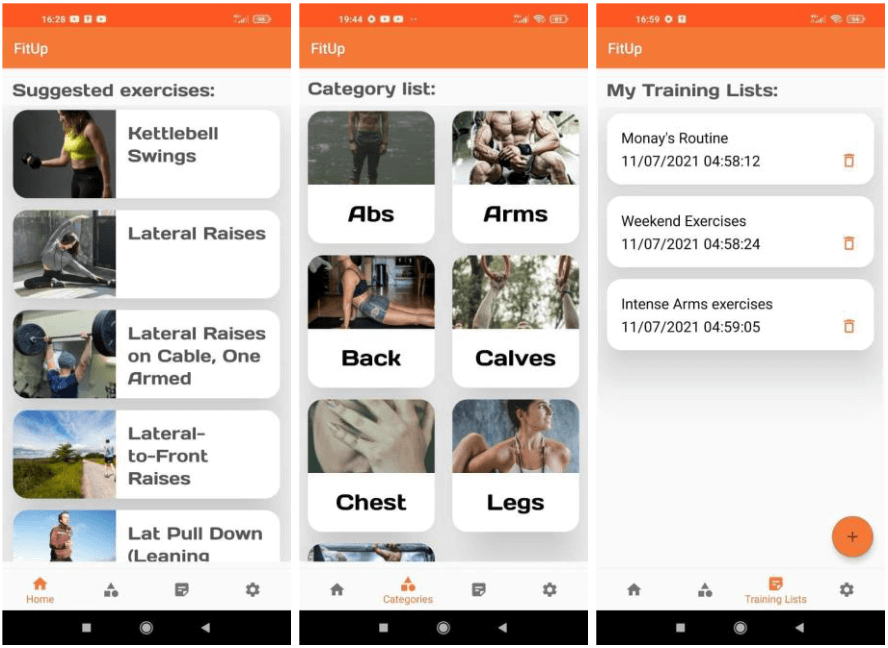 16:28
FitUp
Suggested exercises:
Kettlebell
Swings
Lateral Raises
Lateral Raises
on Cable, One
Armed
Lateral-
to-Front
Raises
Lat Pull Down
(Leaning
Home
19:44
FitUp
Category list:
Abs
Arms
Back
Calves
Chest
Legs
Categories
16:59
FitUp
My Training Lists:
Monay's Routine
11/07/2021 04:58:12
Weekend Exercises
11/07/2021 04:58:24
Intense Arms exercises
11/07/2021 04:59:05
+
Training Lists